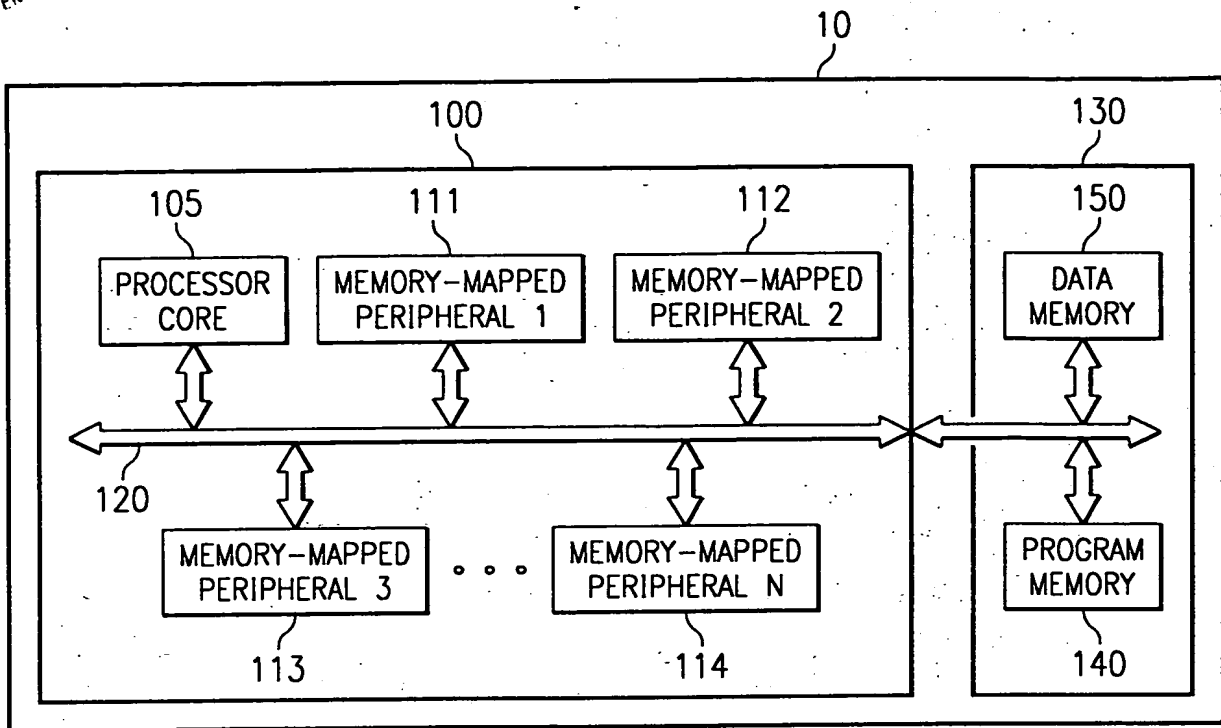 10
100
130
105
111
112
150
PROCESSOR
CORE
MEMORY-MAPPED
PERIPHERAL 1
MEMORY-MAPPED
PERIPHERAL 2
DATA
MEMORY
120
MEMORY-MAPPED
PERIPHERAL 3
MEMORY-MAPPED
PERIPHERAL N
PROGRAM
MEMORY
113
114
140